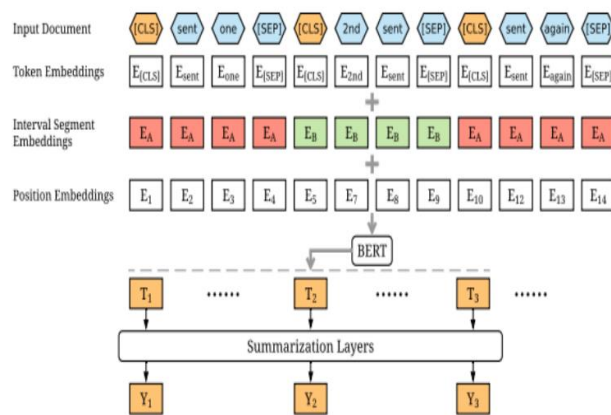 Input Document [CLS] sent one [SEP] [CLS] 2nd sent [SEP] [CLS] sent again [SEP]
Token Embeddings E[CLS] Esent Eone E[SEP] E[CLS] E2nd Esent E[SEP] E[CLS] Esent Eagain E[SEP]
+
Interval Segment
Embeddings EA EA EA EA EB EB EB EB EA EA EA EA
+
Position Embeddings E1 E2 E3 E4 E5 E7 E8 E9 E10 E12 E13 E14
BERT
T1 ...... T2 ...... T3 ......
Summarization Layers
Y1 Y2 Y3